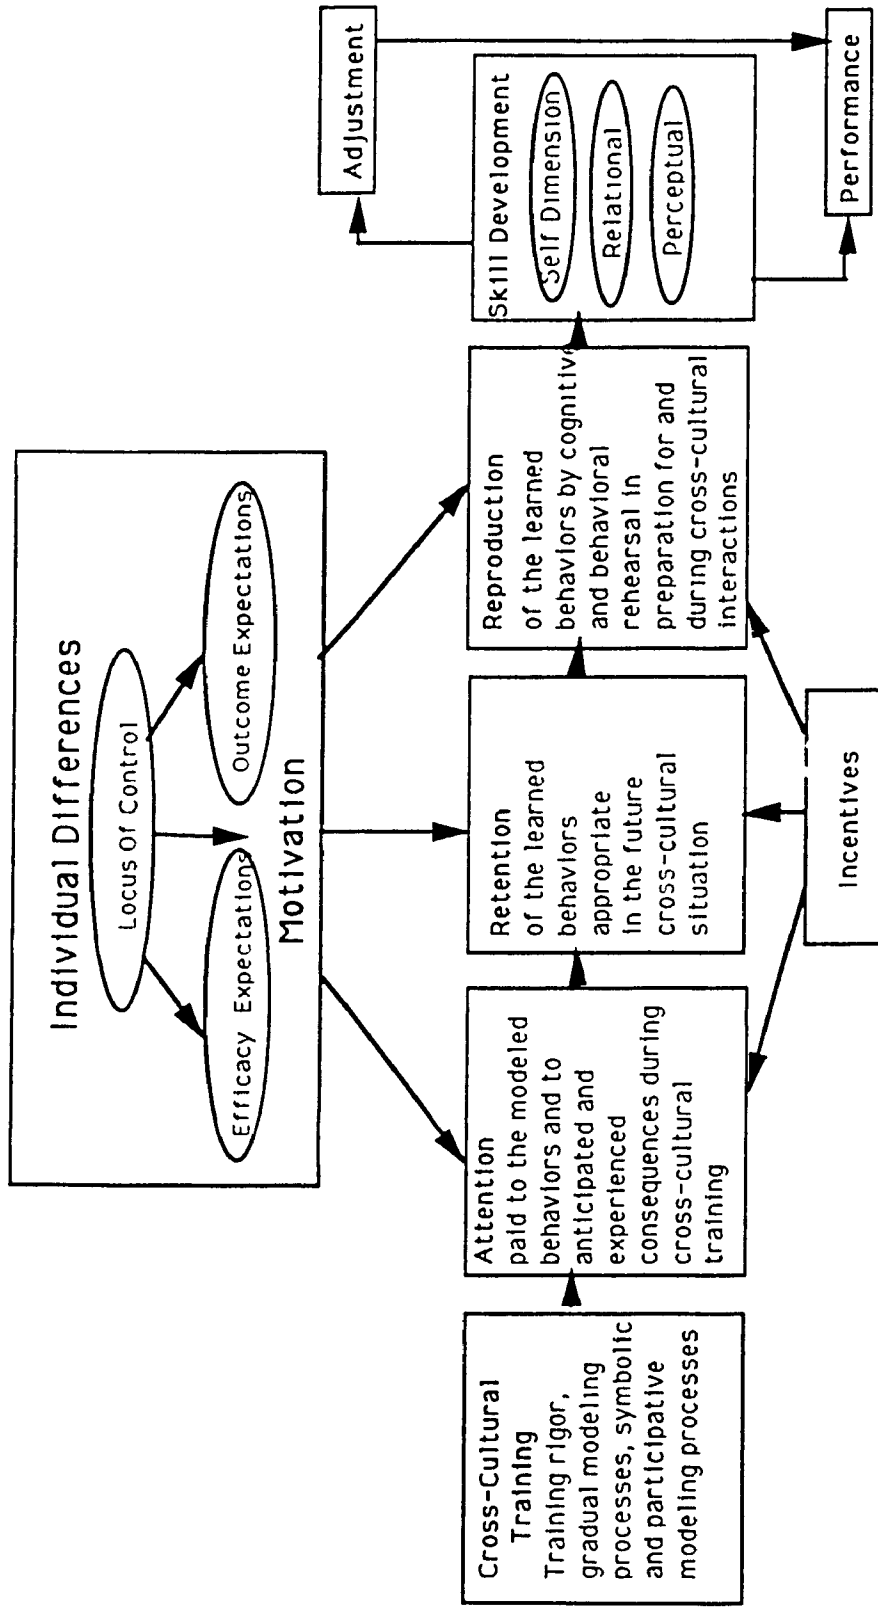 Individual Differences
Locus Of Control
Efficacy Expectations
Outcome Expectations
Motivation
Cross-Cultural
Training
Training rigor,
gradual modeling
processes, symbolic
and participative
modeling processes
Attention
paid to the modeled
behaviors and to
anticipated and
experienced
consequences during
cross-cultural
training
Retention
of the learned
behaviors
appropriate
in the future
cross-cultural
situation
Reproduction
of the learned
behaviors by cognitive
and behavioral
rehearsal in
preparation for and
during cross-cultural
interactions
Skill Development
Self Dimension
Relational
Perceptual
Adjustment
Performance
Incentives